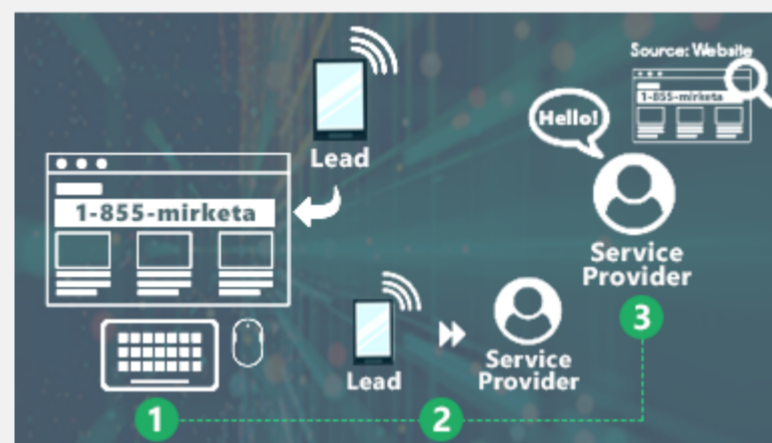 Source: Website
1-855-mirketa
Hello!
Lead
1-855-mirketa
Service
Provider
3
Lead
Service
Provider
1
2